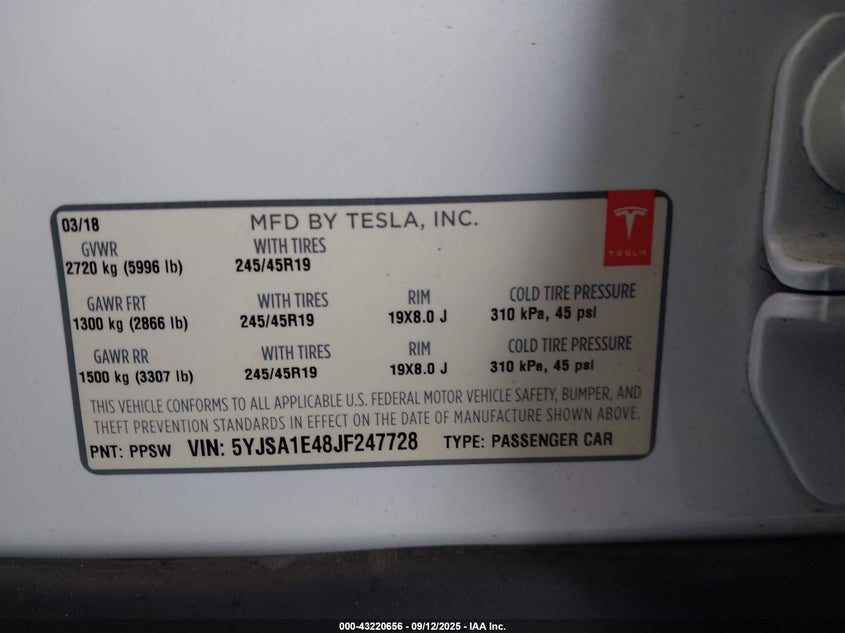 03/18 MFD BY TESLA, INC.
TESLA
GVWR WITH TIRES
2720 kg (5996 lb) 245/45R19
GAWR FRT WITH TIRES RIM COLD TIRE PRESSURE
1300 kg (2866 lb) 245/45R19 19X8.0 J 310 kPa, 45 psi
GAWR RR WITH TIRES RIM COLD TIRE PRESSURE
1500 kg (3307 lb) 245/45R19 19X8.0 J 310 kPa, 45 psi
THIS VEHICLE CONFORMS TO ALL APPLICABLE U.S. FEDERAL MOTOR VEHICLE SAFETY, BUMPER, AND
THEFT PREVENTION STANDARDS IN EFFECT ON THE DATE OF MANUFACTURE SHOWN ABOVE.
PNT: PPSW VIN: 5YJSA1E48JF247728 TYPE: PASSENGER CAR
000-43220656 - 09/12/2025 - IAA Inc.